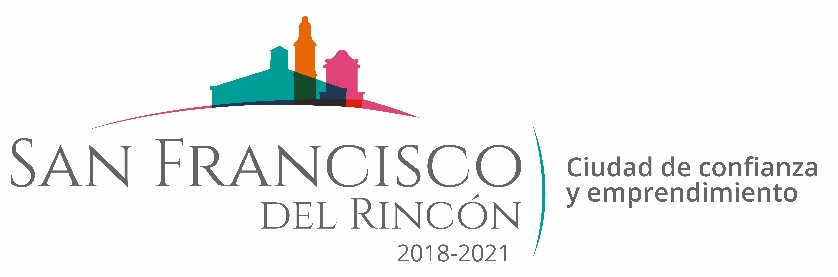 SAN FRANCISCO
DEL RINCÓN
2018-2021
Ciudad de confianza
y emprendimiento